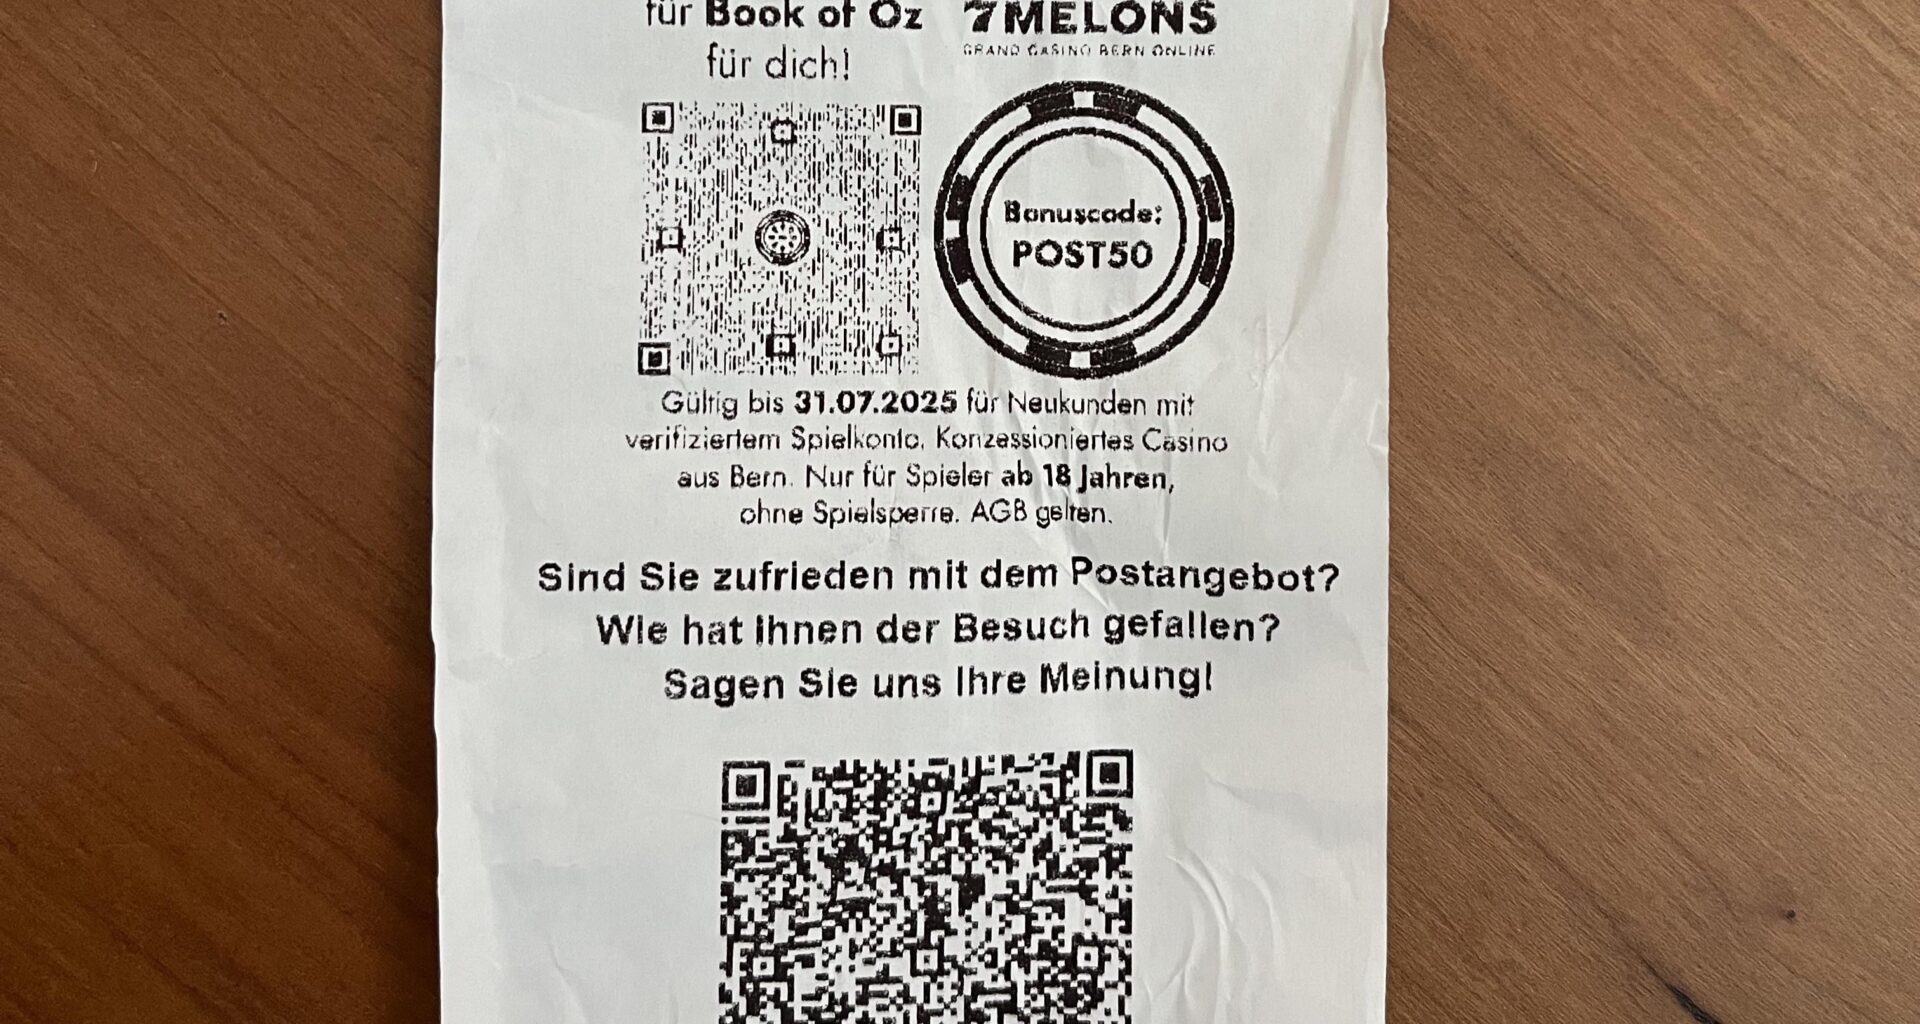 für Book of Oz
für dich!
7MELONS
GRAND CASINO BERN ONLINE
Bonuscode:
POST50
Gültig bis 31.07.2025 für Neukunden mit
verifiziertem Spielkonto. Konzessioniertes Casino
aus Bern. Nur für Spieler ab 18 Jahren,
ohne Spielsperre. AGB gelten.
Sind Sie zufrieden mit dem Postangebot?
Wie hat Ihnen der Besuch gefallen?
Sagen Sie uns Ihre Meinung!